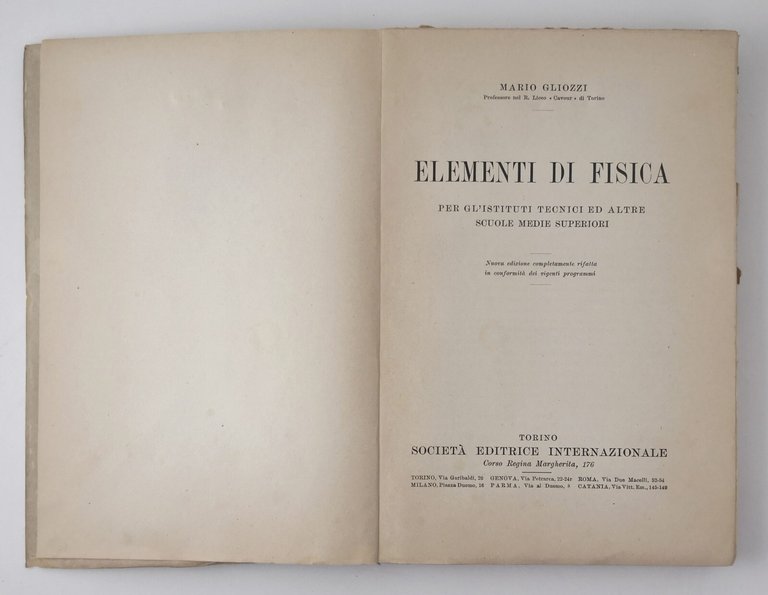 MARIO GLIOZZI
Professore nel R. Liceo « Cavour » di Torino
ELEMENTI DI FISICA
PER GL'ISTITUTI TECNICI ED ALTRE
SCUOLE MEDIE SUPERIORI
Nuova edizione completamente rifatta
in conformità dei vigenti programmi
TORINO
SOCIETÀ EDITRICE INTERNAZIONALE
Corso Regina Margherita, 176
TORINO, Via Garibaldi, 20 GENOVA, Via Petrarca, 22-24r ROMA, Via Due Macelli, 52-54
MILANO, Piazza Duomo, 16 PARMA, Via al Duomo, CATANIA, Via Vitt. Em., 145-149